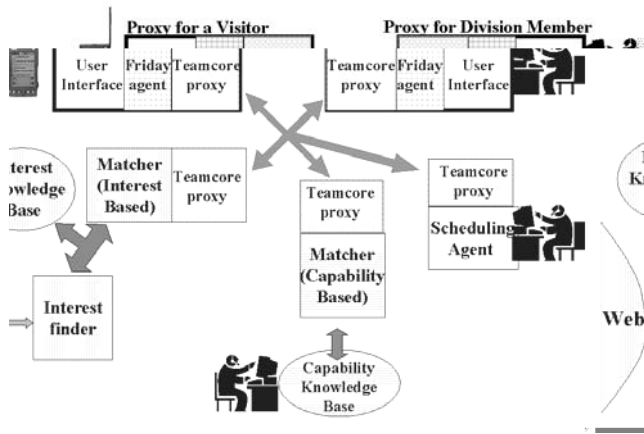 Proxy for a Visitor
Proxy for Division Member
User
Interface
Friday
agent
Teamcore
proxy
Teamcore
proxy
Friday
agent
User
Interface
terest
owledge
Base
Matcher
(Interest
Based)
Teamcore
proxy
Teamcore
proxy
Matcher
(Capability
Based)
Teamcore
proxy
Scheduling
Agent
Kn
Interest
finder
Web
Capability
Knowledge
Base